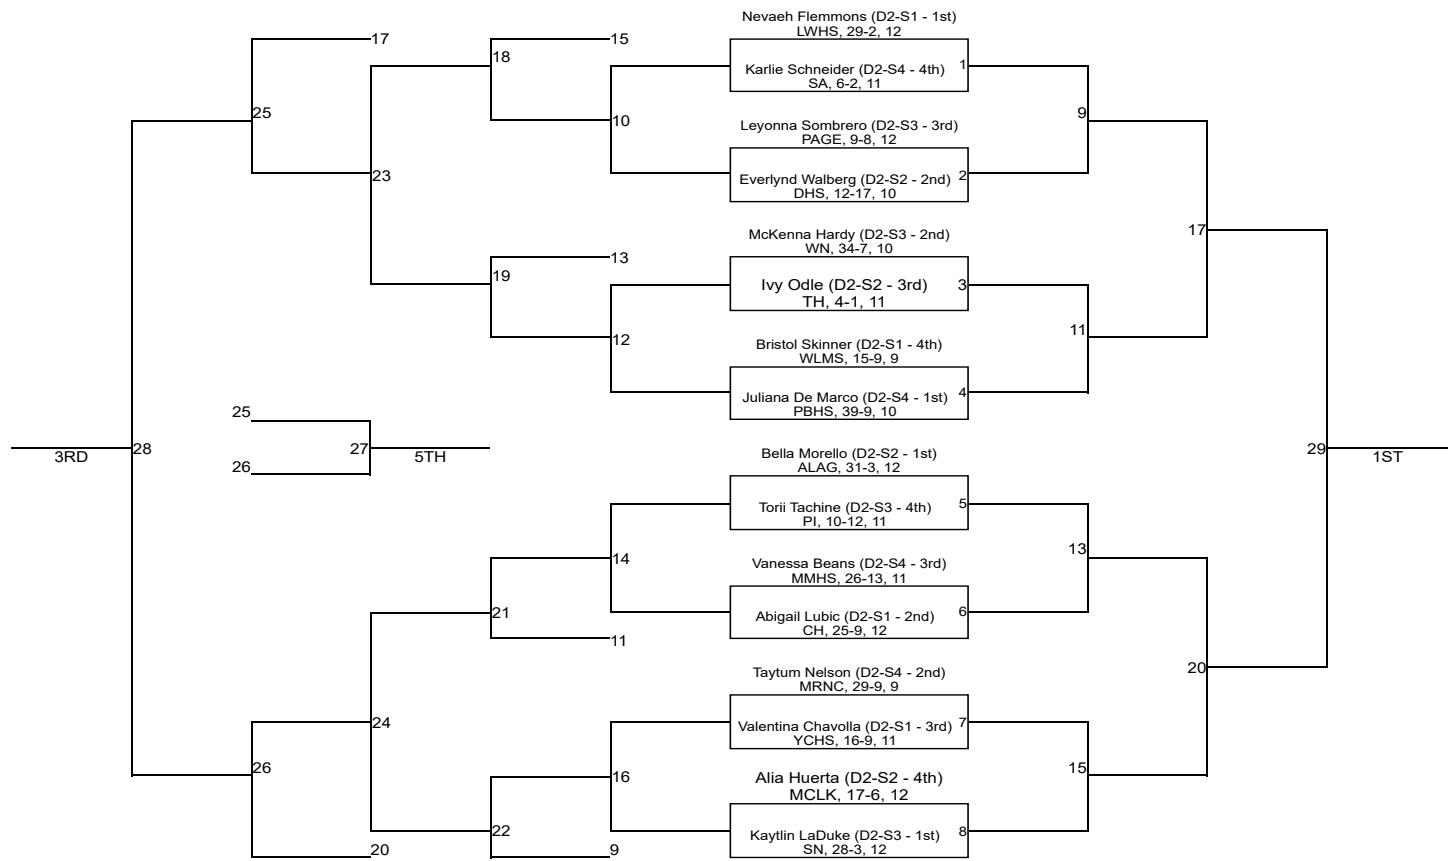 Nevaeh Flemmons (D2-S1 - 1st)
LWHS, 29-2, 12
17
15
18
Karlie Schneider (D2-S4 - 4th)
1
SA, 6-2, 11
25
10
9
Leyonna Sombrero (D2-S3 - 3rd)
PAGE, 9-8, 12
23
Everlynd Walberg (D2-S2 - 2nd)
2
DHS, 12-17, 10
McKenna Hardy (D2-S3 - 2nd)
WN, 34-7, 10
17
13
19
Ivy Odle (D2-S2 - 3rd)
3
TH, 4-1, 11
12
11
Bristol Skinner (D2-S1 - 4th)
WLMS, 15-9, 9
Juliana De Marco (D2-S4 - 1st)
4
PBHS, 39-9, 10
25
28
27
29
3RD
5TH
1ST
26
Bella Morello (D2-S2 - 1st)
ALAG, 31-3, 12
Torii Tachine (D2-S3 - 4th)
5
PI, 10-12, 11
14
13
Vanessa Beans (D2-S4 - 3rd)
MMHS, 26-13, 11
21
Abigail Lubic (D2-S1 - 2nd)
6
CH, 25-9, 12
11
Taytum Nelson (D2-S4 - 2nd)
MRNC, 29-9, 9
20
24
Valentina Chavolla (D2-S1 - 3rd)
7
YCHS, 16-9, 11
26
16
15
Alia Huerta (D2-S2 - 4th)
MCLK, 17-6, 12
22
Kaytlin LaDuke (D2-S3 - 1st)
8
SN, 28-3, 12
20
9